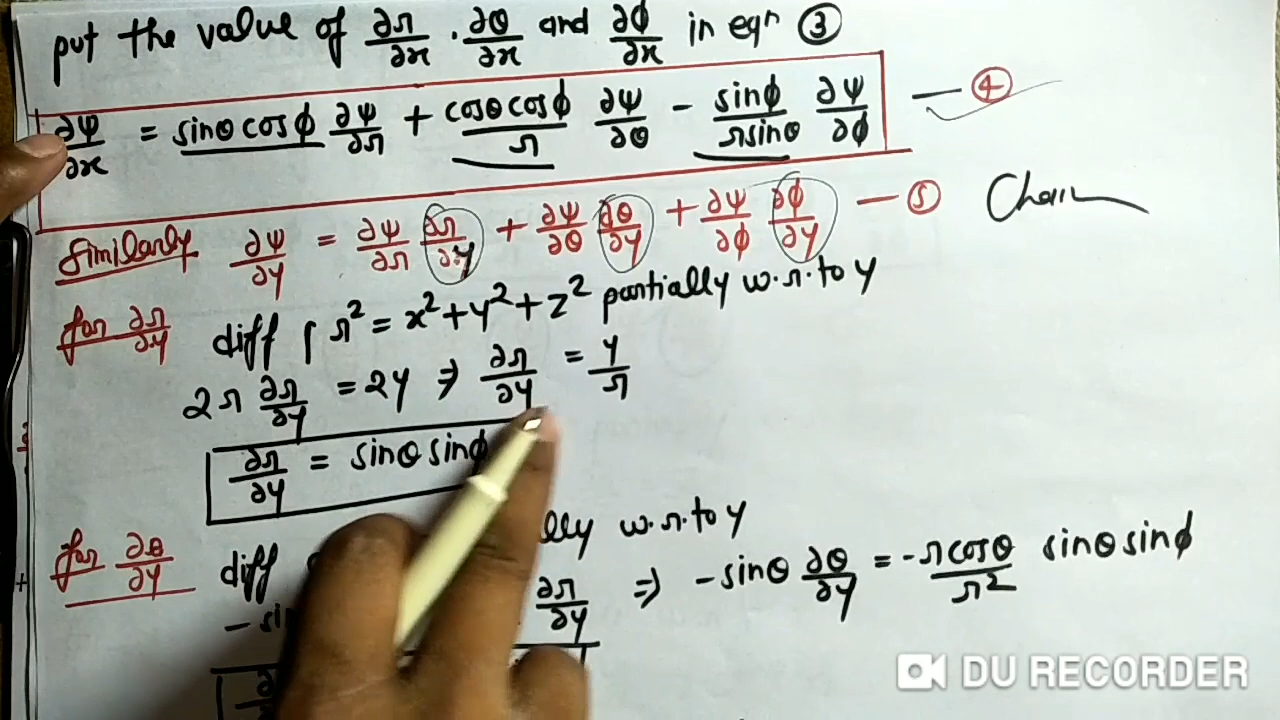 put the value of ∂r/∂x . ∂θ/∂x and ∂ϕ/∂x in eqn ③
∂ψ/∂x = sinθ cosϕ ∂ψ/∂r + cosθ cosϕ/r ∂ψ/∂θ − sinϕ/r sinθ ∂ψ/∂ϕ — ④
Similarly ∂ψ/∂y = ∂ψ/∂r ∂r/∂y + ∂ψ/∂θ ∂θ/∂y + ∂ψ/∂ϕ ∂ϕ/∂y — ⑤ Chain
for ∂r/∂y diff r² = x²+y²+z² partially w.r.to y
2r ∂r/∂y = 2y ⇒ ∂r/∂y = y/r
∂r/∂y = sinθ sinϕ
for ∂θ/∂y diff w.r.to y
∂r/∂y ⇒ −sinθ ∂θ/∂y = −r cosθ/r² sinθ sinϕ
DU RECORDER